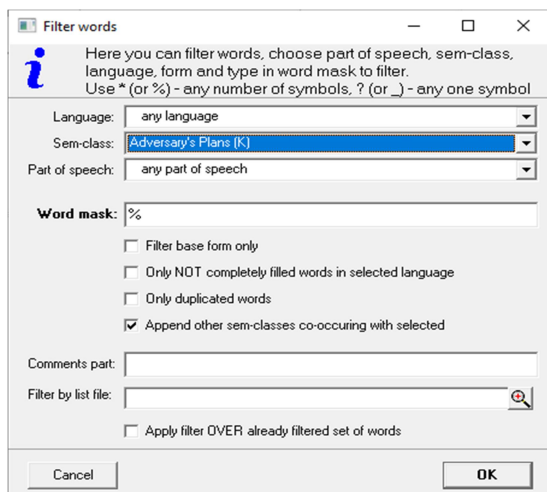 Filter words
Here you can filter words, choose part of speech, sem-class,
language, form and type in word mask to filter.
Use * (or %) - any number of symbols, ? (or _) - any one symbol
Language: any language
Sem-class: Adversary's Plans (K)
Part of speech: any part of speech
Word mask: %
Filter base form only
Only NOT completely filled words in selected language
Only duplicated words
Append other sem-classes co-occuring with selected
Comments part:
Filter by list file:
Apply filter OVER already filtered set of words
Cancel OK